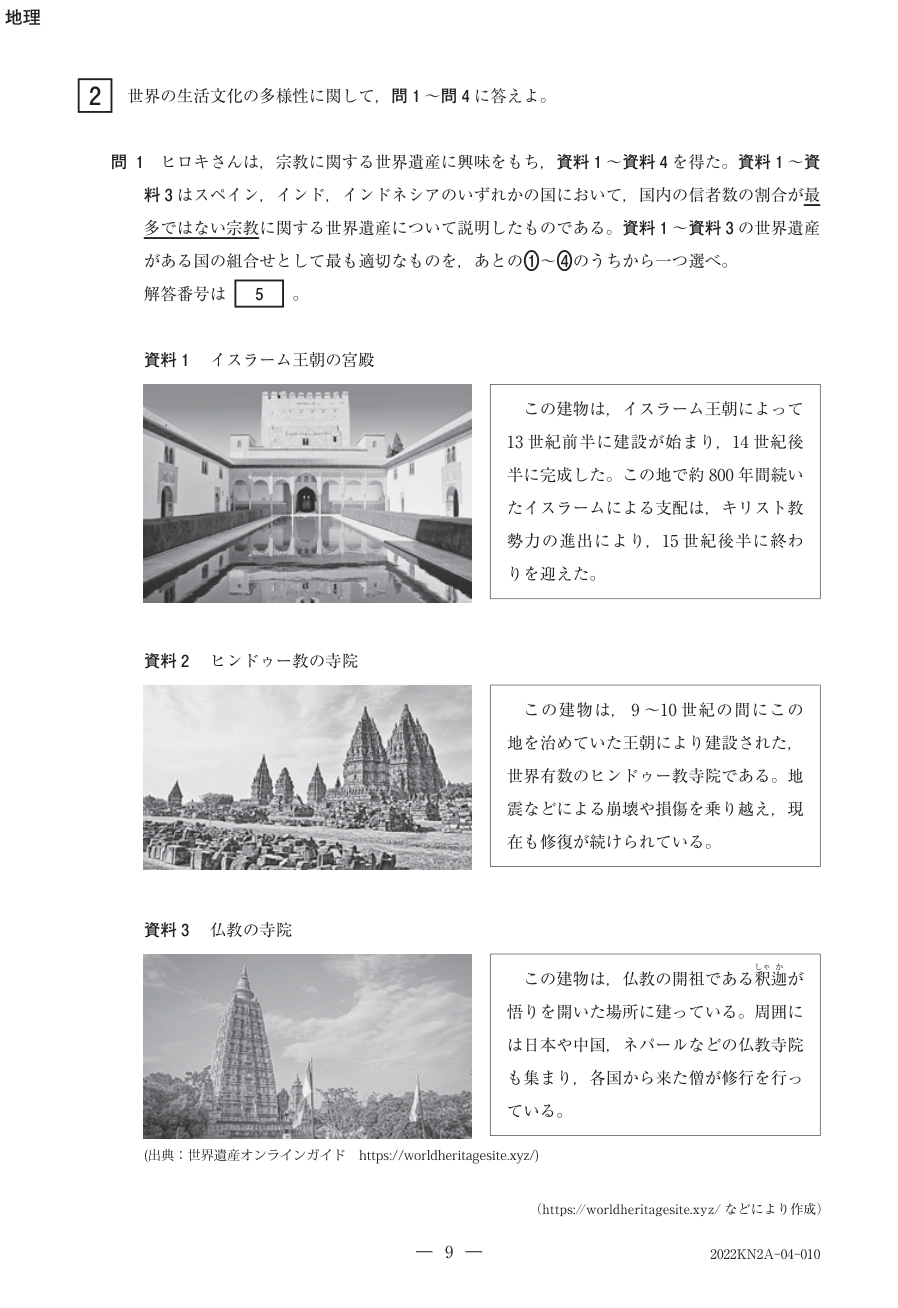 地理
2 世界の生活文化の多様性に関して，問1～問4に答えよ。
問1 ヒロキさんは，宗教に関する世界遺産に興味をもち，資料1～資料4を得た。資料1～資
料3はスペイン，インド，インドネシアのいずれかの国において，国内の信者数の割合が最
多ではない宗教に関する世界遺産について説明したものである。資料1～資料3の世界遺産
がある国の組合せとして最も適切なものを，あとの①～④のうちから一つ選べ。
解答番号は 5 。
資料1 イスラーム王朝の宮殿
この建物は，イスラーム王朝によって
13世紀前半に建設が始まり，14世紀後
半に完成した。この地で約800年間続い
たイスラームによる支配は，キリスト教
勢力の進出により，15世紀後半に終わ
りを迎えた。
資料2 ヒンドゥー教の寺院
この建物は，9～10世紀の間にこの
地を治めていた王朝により建設された，
世界有数のヒンドゥー教寺院である。地
震などによる崩壊や損傷を乗り越え，現
在も修復が続けられている。
資料3 仏教の寺院
しゃか
この建物は，仏教の開祖である釈迦が
悟りを開いた場所に建っている。周囲に
は日本や中国，ネパールなどの仏教寺院
も集まり，各国から来た僧が修行を行っ
ている。
(出典：世界遺産オンラインガイド https://worldheritagesite.xyz/)
（https://worldheritagesite.xyz/などにより作成）
― 9 ―
2022KN2A-04-010